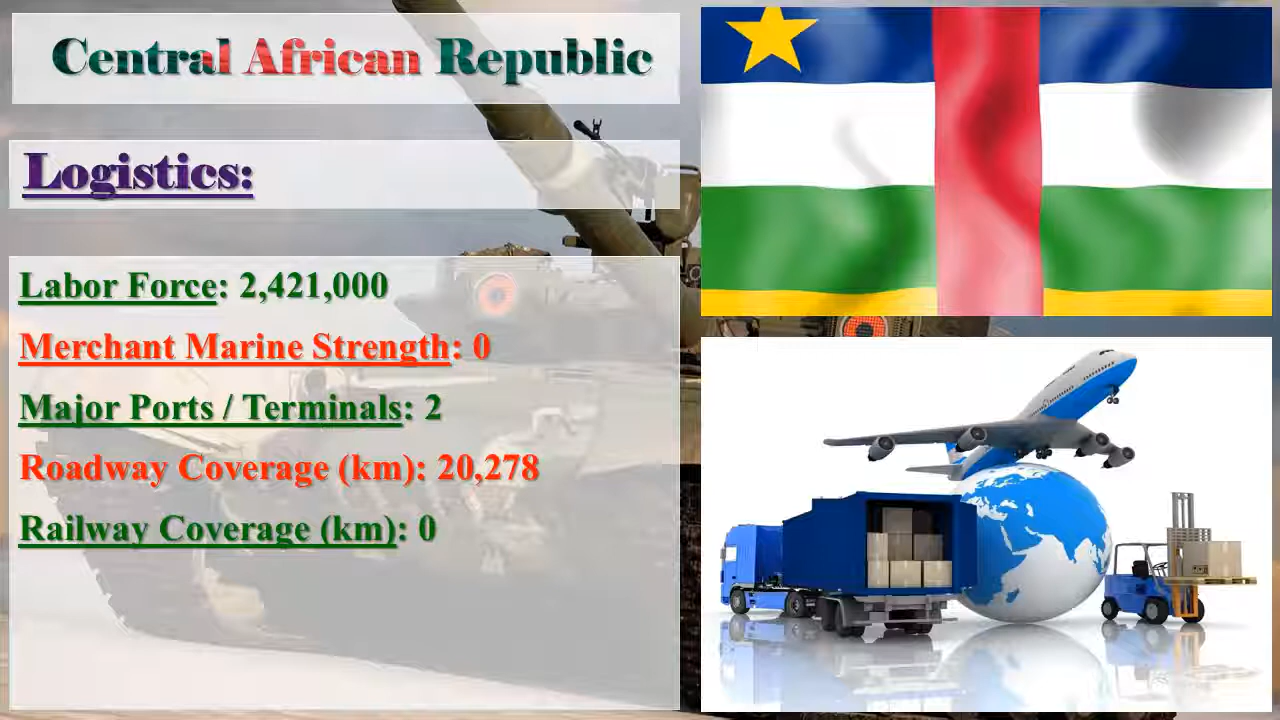 Central African Republic
Logistics:
Labor Force: 2,421,000
Merchant Marine Strength: 0
Major Ports / Terminals: 2
Roadway Coverage (km): 20,278
Railway Coverage (km): 0